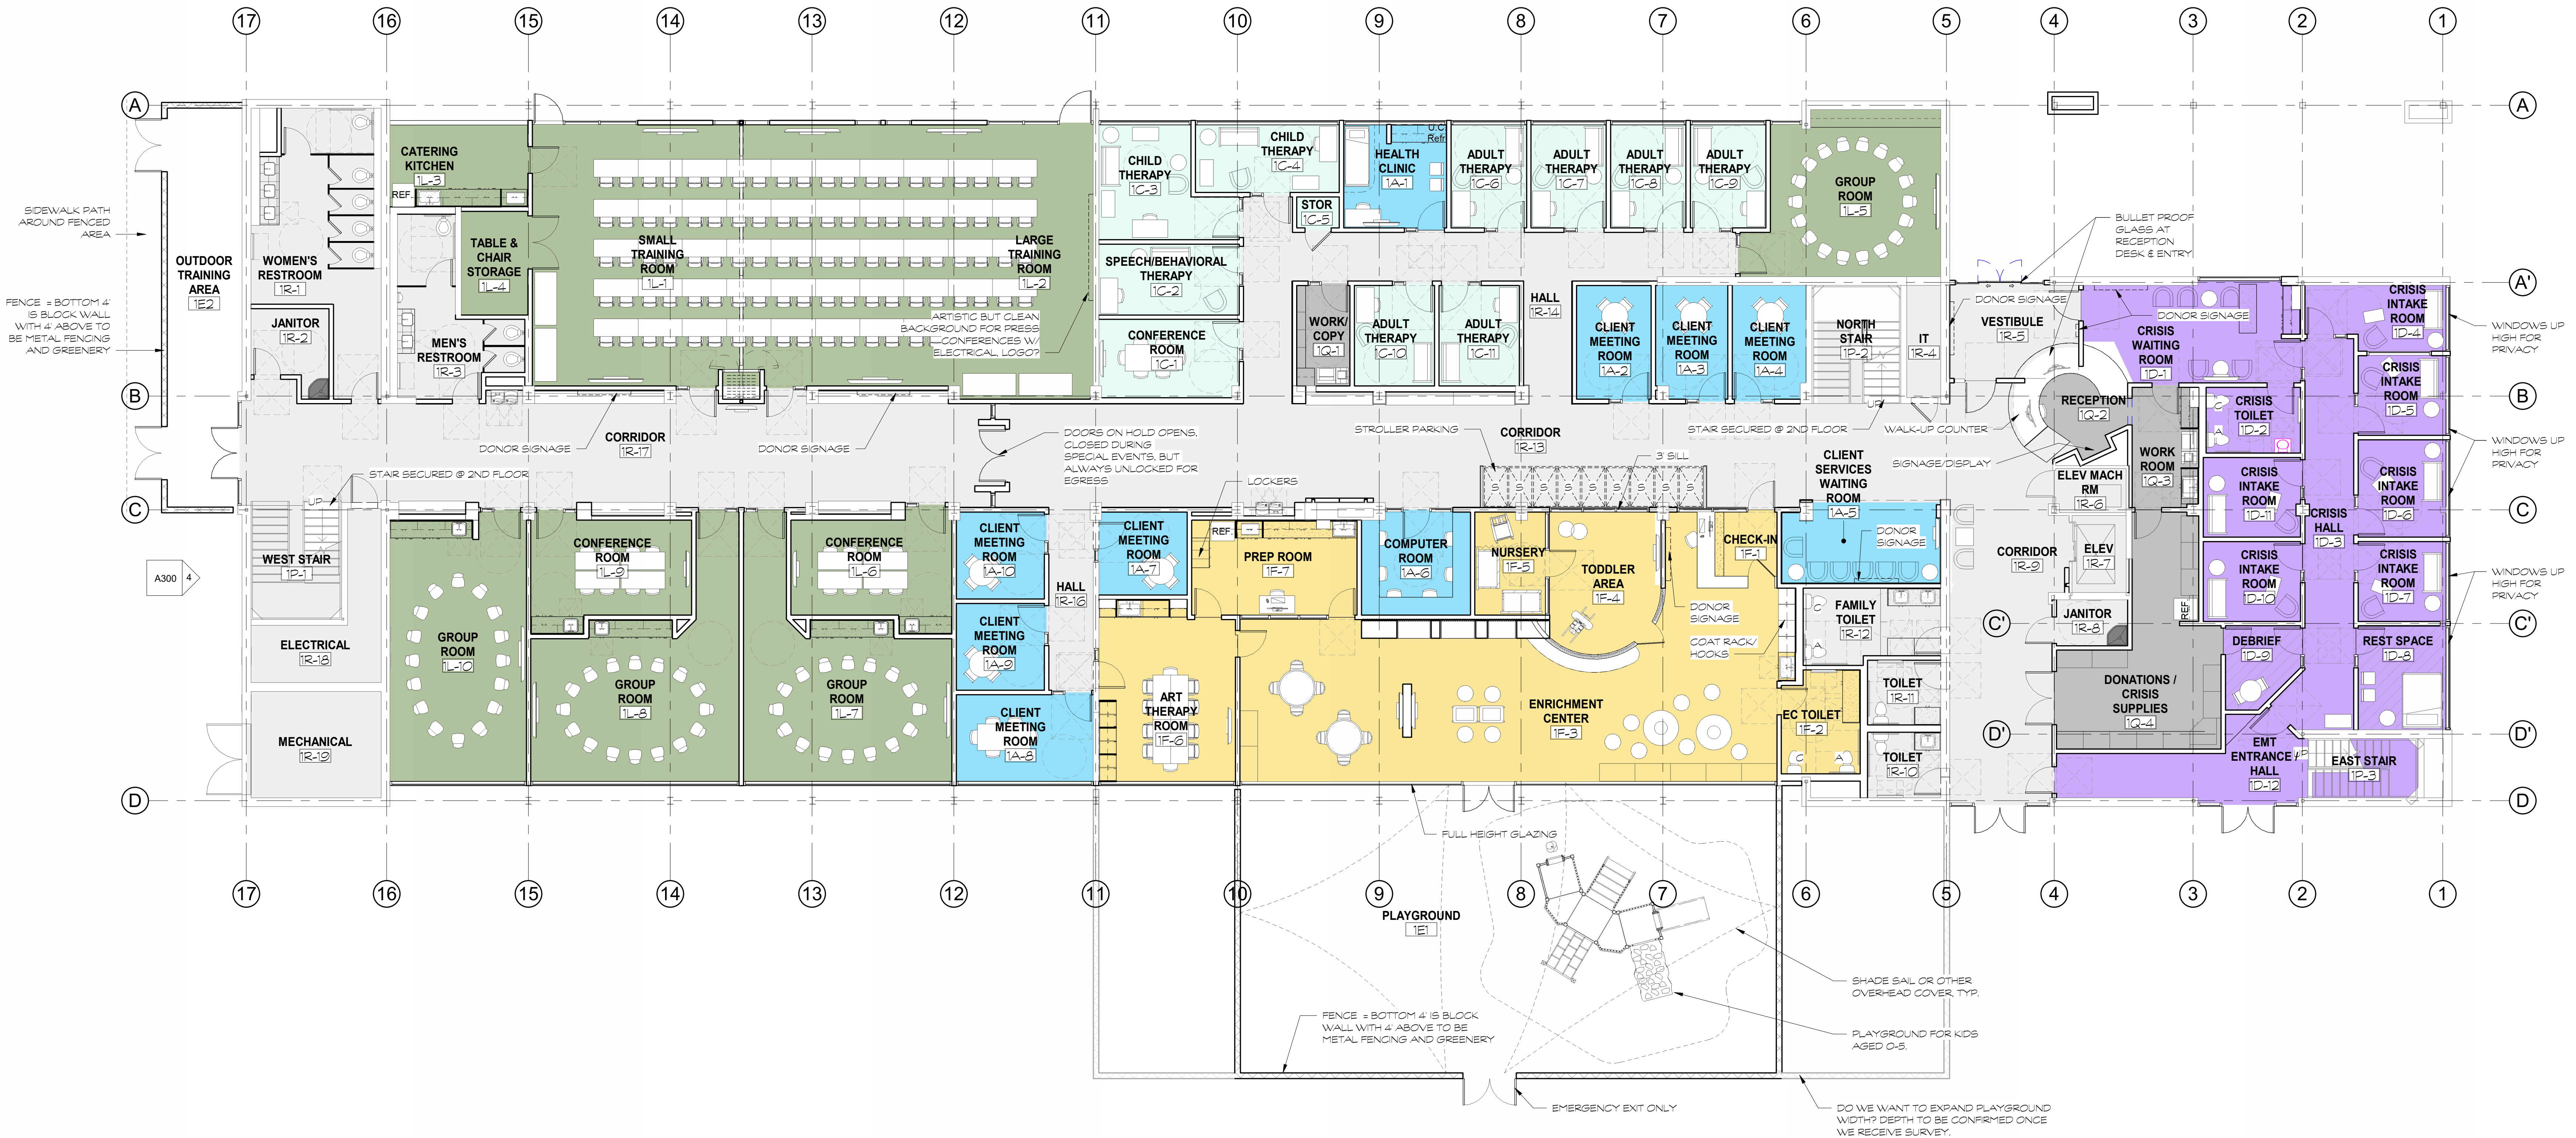 17 16 15 14 13 12 11 10 9 8 7 6 5 4 3 2 1
A
A
SIDEWALK PATH
AROUND FENCED
AREA
FENCE = BOTTOM 4'
IS BLOCK WALL
WITH 4' ABOVE TO
BE METAL FENCING
AND GREENERY
OUTDOOR
TRAINING
AREA
1E2
WOMEN'S
RESTROOM
1R-1
JANITOR
1R-2
CATERING
KITCHEN
1L-3
REF.
TABLE &
CHAIR
STORAGE
1L-4
MEN'S
RESTROOM
1R-3
SMALL
TRAINING
ROOM
1L-1
LARGE
TRAINING
ROOM
1L-2
ARTISTIC BUT CLEAN
BACKGROUND FOR PRESS
CONFERENCES W/
ELECTRICAL, LOGO?
CHILD
THERAPY
1C-3
CHILD
THERAPY
1C-4
SPEECH/BEHAVIORAL
THERAPY
1C-2
CONFERENCE
ROOM
1C-1
STOR
1C-5
HEALTH
CLINIC
1A-1
U.C.
Refr
ADULT
THERAPY
1C-6
ADULT
THERAPY
1C-7
ADULT
THERAPY
1C-8
ADULT
THERAPY
1C-9
GROUP
ROOM
1L-5
WORK/
COPY
1Q-1
ADULT
THERAPY
1C-10
ADULT
THERAPY
1C-11
HALL
1R-14
CLIENT
MEETING
ROOM
1A-2
CLIENT
MEETING
ROOM
1A-3
CLIENT
MEETING
ROOM
1A-4
NORTH
STAIR
1P-2
UP
IT
1R-4
DONOR SIGNAGE
VESTIBULE
1R-5
BULLET PROOF
GLASS AT
RECEPTION
DESK & ENTRY
DONOR SIGNAGE
CRISIS
WAITING
ROOM
1D-1
CRISIS
INTAKE
ROOM
1D-4
A'
WINDOWS UP
HIGH FOR
PRIVACY
CRISIS
INTAKE
ROOM
1D-5
B
B
RECEPTION
1Q-2
CRISIS
TOILET
1D-2
C
A
DONOR SIGNAGE
CORRIDOR
1R-17
DONOR SIGNAGE
DOORS ON HOLD OPENS,
CLOSED DURING
SPECIAL EVENTS, BUT
ALWAYS UNLOCKED FOR
EGRESS
STROLLER PARKING
CORRIDOR
1R-13
STAIR SECURED @ 2ND FLOOR
WALK-UP COUNTER
WINDOWS UP
HIGH FOR
PRIVACY
STAIR SECURED @ 2ND FLOOR
UP
LOCKERS
S S S S S S S S S
3' SILL
CLIENT
SERVICES
WAITING
ROOM
1A-5
SIGNAGE/DISPLAY
WORK
ROOM
1Q-3
ELEV MACH
RM
1R-6
CRISIS
INTAKE
ROOM
1D-11
CRISIS
HALL
1D-3
CRISIS
INTAKE
ROOM
1D-6
C
C
A300 4
WEST STAIR
1P-1
CONFERENCE
ROOM
1L-9
CONFERENCE
ROOM
1L-6
CLIENT
MEETING
ROOM
1A-10
HALL
1R-16
CLIENT
MEETING
ROOM
1A-7
REF.
PREP ROOM
1F-7
COMPUTER
ROOM
1A-6
NURSERY
1F-5
TODDLER
AREA
1F-4
CHECK-IN
1F-1
DONOR
SIGNAGE
CORRIDOR
1R-9
ELEV
1R-7
CRISIS
INTAKE
ROOM
1D-10
CRISIS
INTAKE
ROOM
1D-7
WINDOWS UP
HIGH FOR
PRIVACY
DONOR
SIGNAGE
COAT RACK/
HOOKS
C
FAMILY
TOILET
1R-12
A
C'
JANITOR
1R-8
REF.
C'
ELECTRICAL
1R-18
GROUP
ROOM
1L-10
GROUP
ROOM
1L-8
GROUP
ROOM
1L-7
CLIENT
MEETING
ROOM
1A-9
CLIENT
MEETING
ROOM
1A-8
ART
THERAPY
ROOM
1F-6
ENRICHMENT
CENTER
1F-3
EC TOILET
1F-2
C
A
TOILET
1R-11
TOILET
1R-10
DEBRIEF
1D-9
REST SPACE
1D-8
DONATIONS /
CRISIS
SUPPLIES
1Q-4
D'
D'
EMT
ENTRANCE /
HALL
1D-12
EAST STAIR
1P-3
MECHANICAL
1R-19
D
D
FULL HEIGHT GLAZING
17 16 15 14 13 12 11 10 9 8 7 6 5 4 3 2 1
PLAYGROUND
1E1
SHADE SAIL OR OTHER
OVERHEAD COVER, TYP.
FENCE = BOTTOM 4' IS BLOCK
WALL WITH 4' ABOVE TO BE
METAL FENCING AND GREENERY
PLAYGROUND FOR KIDS
AGED 0-5.
EMERGENCY EXIT ONLY
DO WE WANT TO EXPAND PLAYGROUND
WIDTH? DEPTH TO BE CONFIRMED ONCE
WE RECEIVE SURVEY.